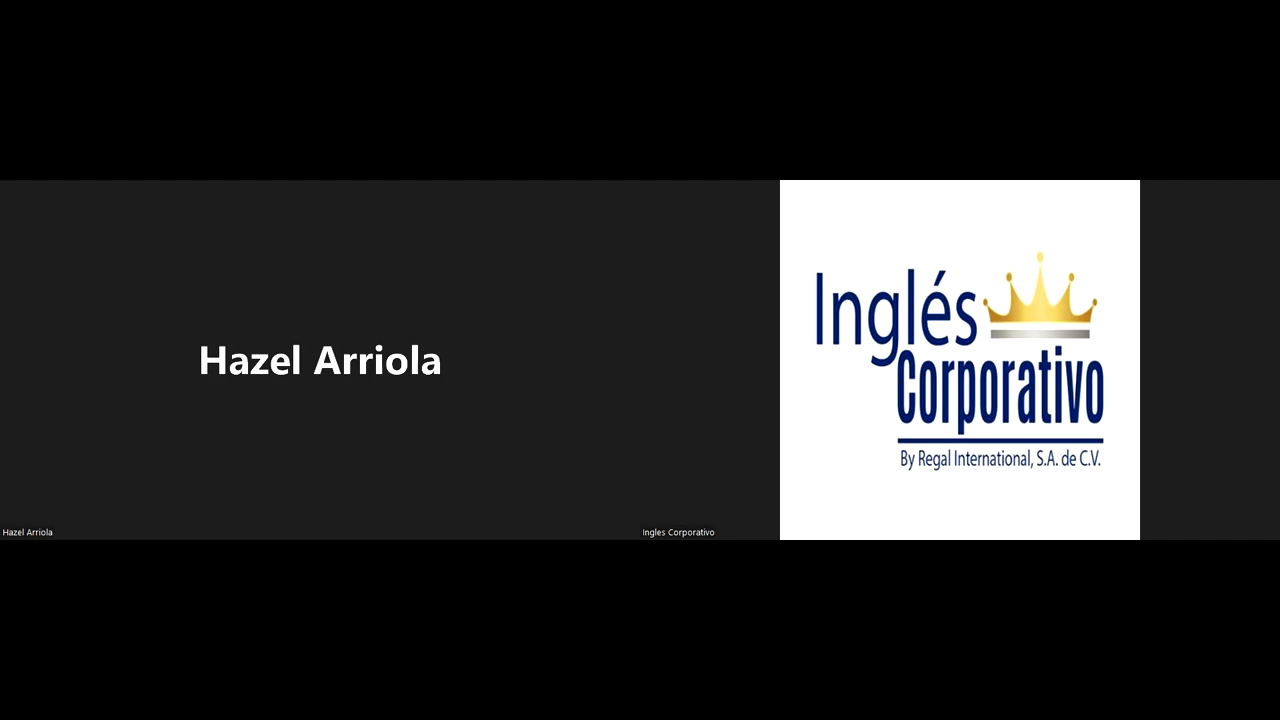 Hazel Arriola
Inglés
Corporativo
By Regal International, S.A. de C.V.
Hazel Arriola
Ingles Corporativo